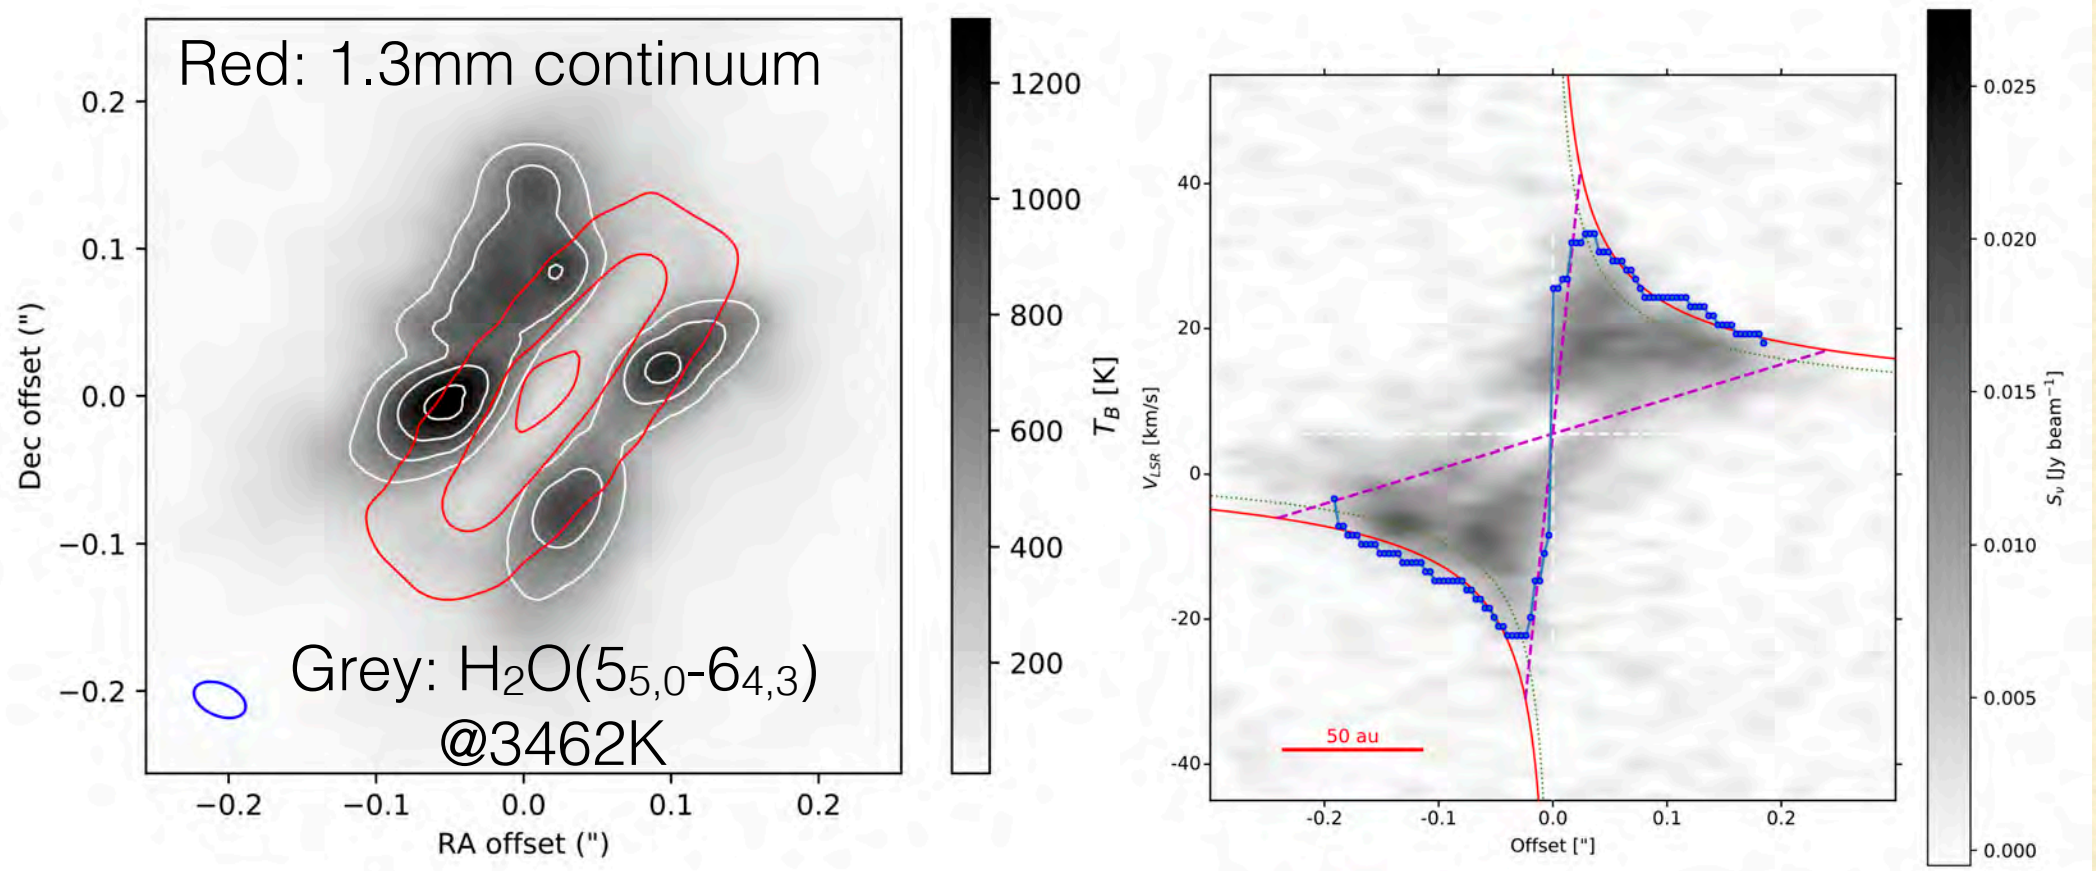 Red: 1.3mm continuum
0.2
0.1
0.0
−0.1
−0.2
Dec offset (")
Grey: H₂O(5₅,₀-6₄,₃)
@3462K
−0.2 −0.1 0.0 0.1 0.2
RA offset (")
1200
1000
800
600
400
200
T_B [K]
40
20
0
-20
-40
V_LSR [km/s]
50 au
-0.2 -0.1 0.0 0.1 0.2
Offset ["]
0.025
0.020
0.015
0.010
0.005
0.000
S_ν [Jy beam⁻¹]